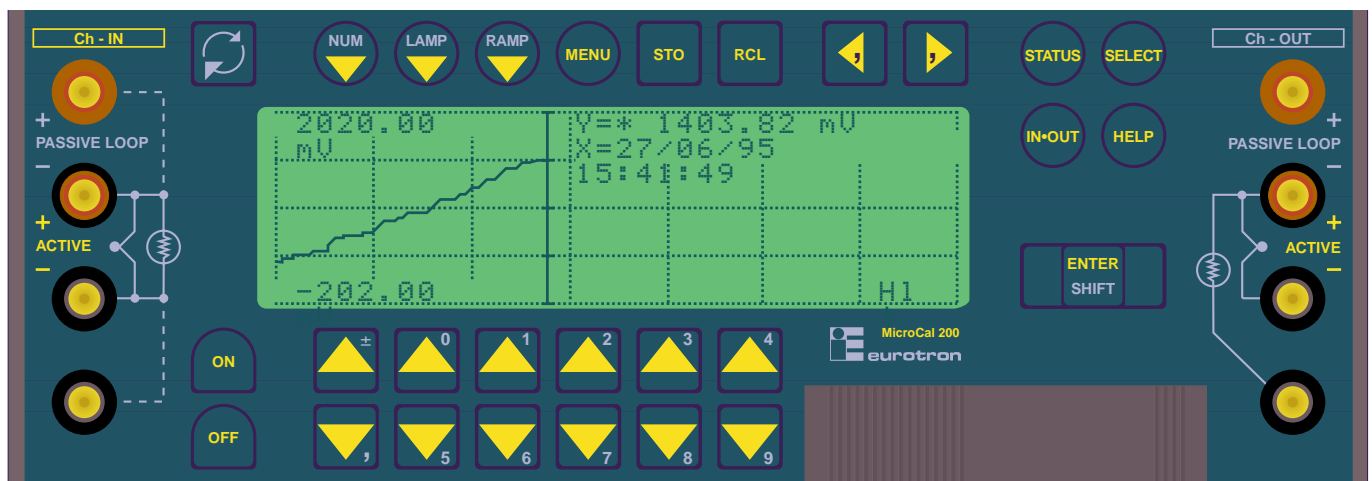 Ch - IN
NUM
LAMP
RAMP
MENU
STO
RCL
,
,
STATUS
SELECT
Ch - OUT
+
PASSIVE LOOP
−
+
ACTIVE
−
2020.00
mV
Y=* 1403.82 mV
X=27/06/95
15:41:49
-202.00
H1
IN•OUT
HELP
+
PASSIVE LOOP
−
+
ACTIVE
−
ENTER
SHIFT
MicroCal 200
eurotron
ON
±
0
1
2
3
4
OFF
,
5
6
7
8
9